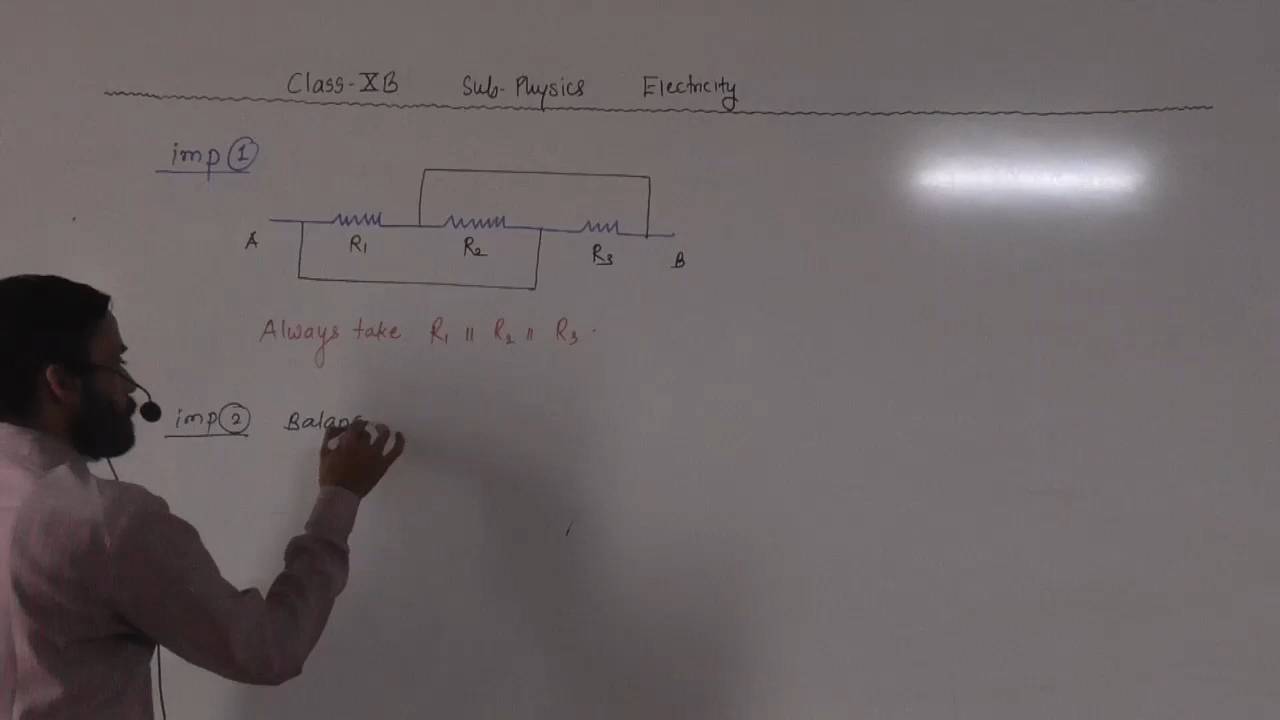 Class-XB Sub-Physics Electricity
imp ①
A R₁ R₂ R₃ B
Always take R₁ || R₂ || R₃.
imp ②